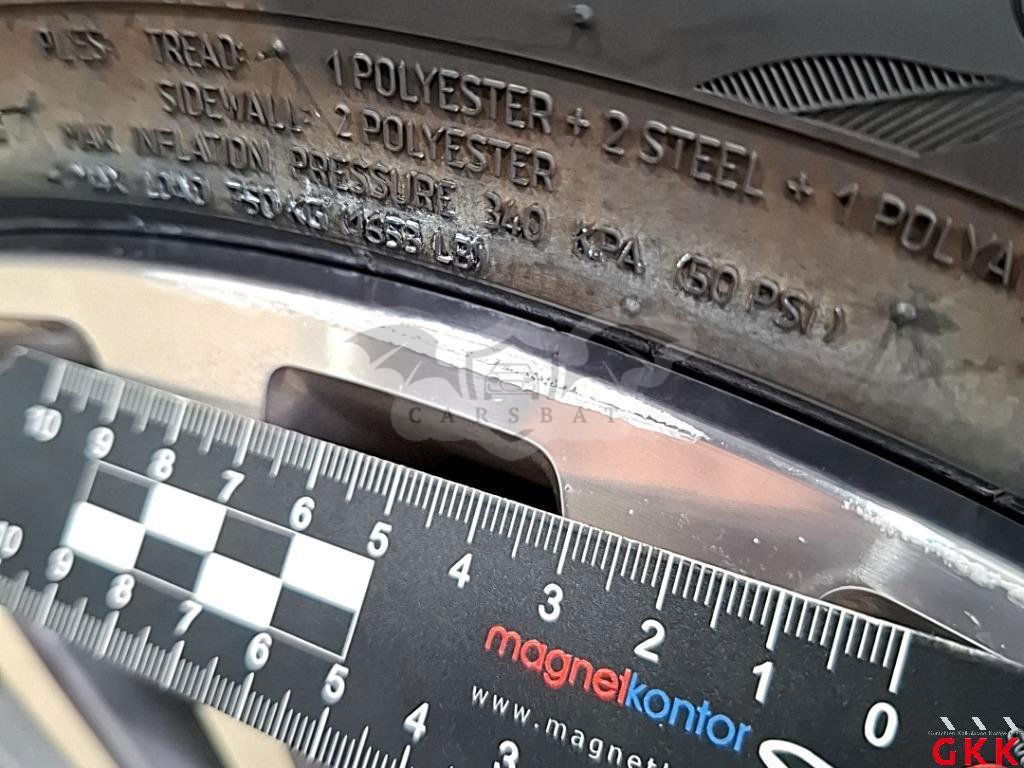 PLIES: TREAD: 1 POLYESTER + 2 STEEL + 1 POLYA
SIDEWALL: 2 POLYESTER
MAX. INFLATION PRESSURE 340 KPA (50 PSI)
MAX LOAD 750 KG
CARSBAT
10 9 8 7 6 5 4 3 2 1 0
10 9 8 7 6 5 4 3
magnetkontor
www.magnet
GKK